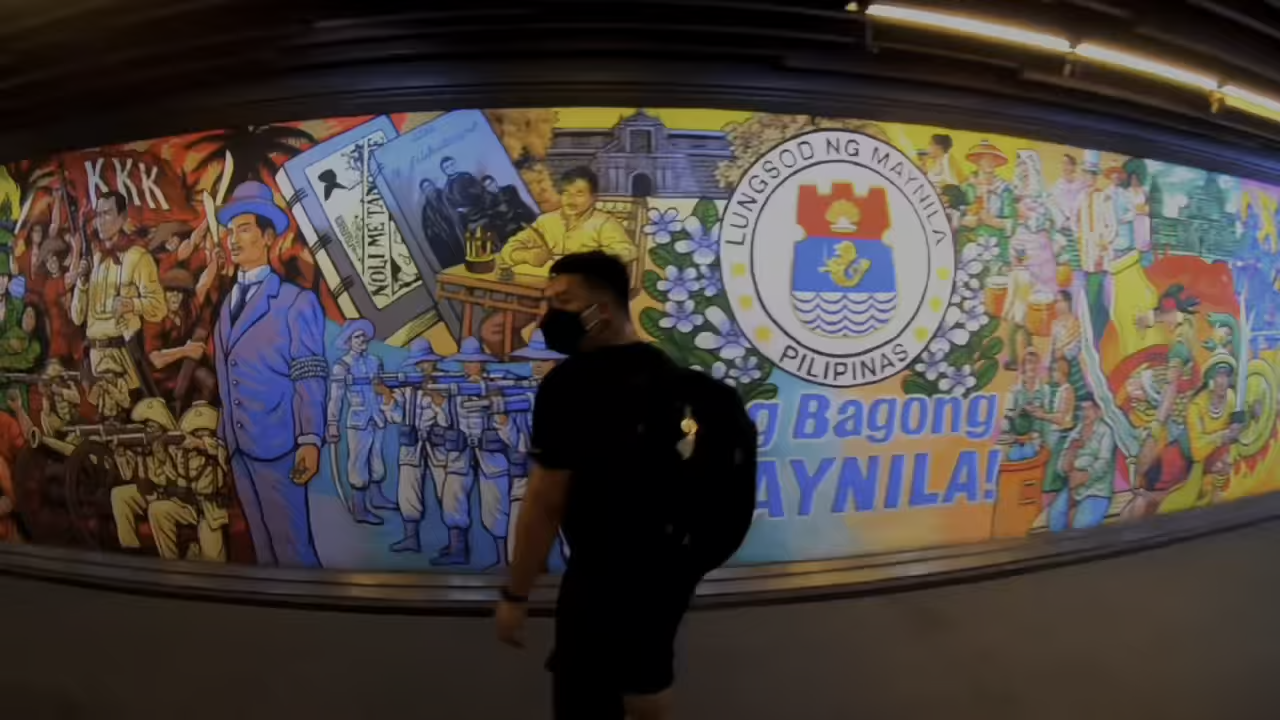 KKK
NOLI ME TAN
LUNGSOD NG MAYNILA
PILIPINAS
g Bagong
AYNILA!